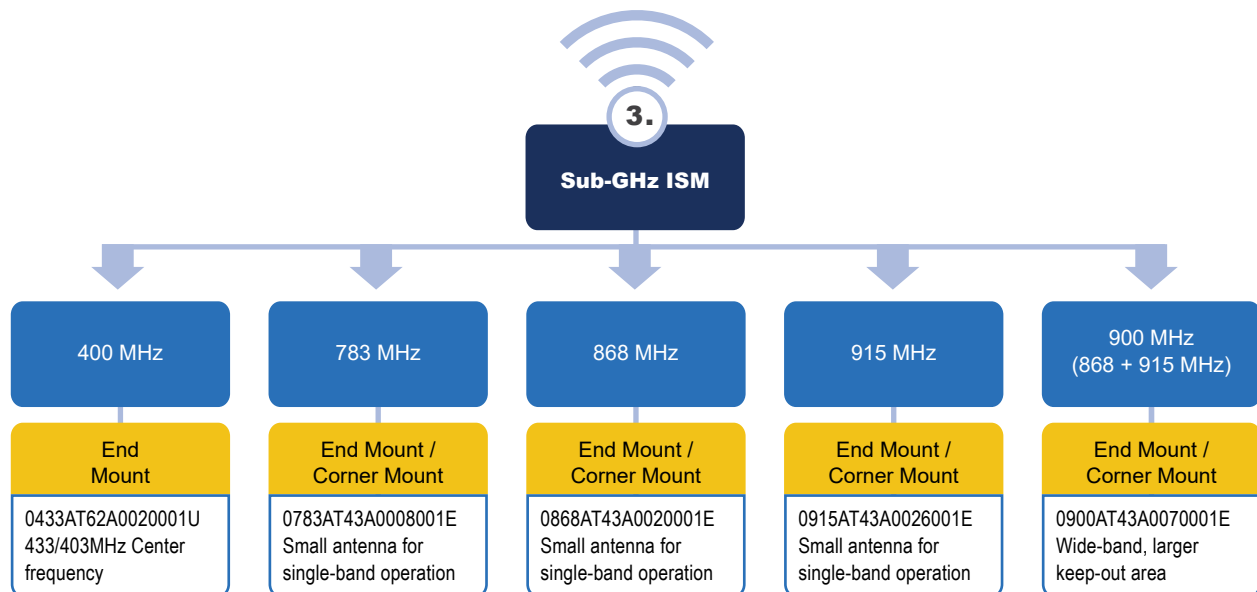 3.
Sub-GHz ISM
400 MHz
783 MHz
868 MHz
915 MHz
900 MHz
(868 + 915 MHz)
End
Mount
0433AT62A0020001U
433/403MHz Center
frequency
End Mount /
Corner Mount
0783AT43A0008001E
Small antenna for
single-band operation
End Mount /
Corner Mount
0868AT43A0020001E
Small antenna for
single-band operation
End Mount /
Corner Mount
0915AT43A0026001E
Small antenna for
single-band operation
End Mount /
Corner Mount
0900AT43A0070001E
Wide-band, larger
keep-out area